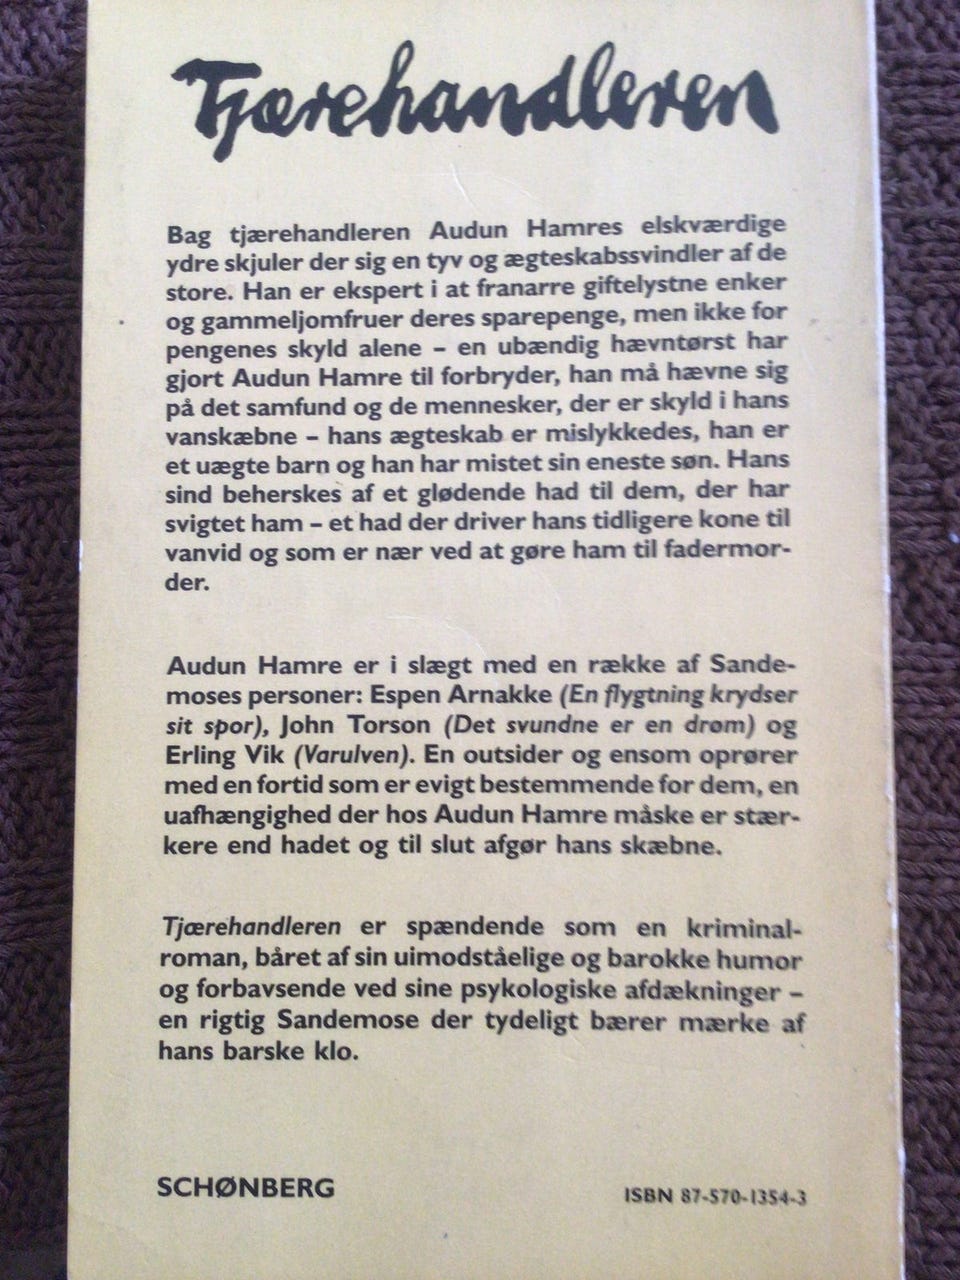 Tjærehandleren
Bag tjærehandleren Audun Hamres elskværdige
ydre skjuler der sig en tyv og ægteskabssvindler af de
store. Han er ekspert i at franarre giftelystne enker
og gammeljomfruer deres sparepenge, men ikke for
pengenes skyld alene – en ubændig hævntørst har
gjort Audun Hamre til forbryder, han må hævne sig
på det samfund og de mennesker, der er skyld i hans
vanskæbne – hans ægteskab er mislykkedes, han er
et uægte barn og han har mistet sin eneste søn. Hans
sind beherskes af et glødende had til dem, der har
svigtet ham – et had der driver hans tidligere kone til
vanvid og som er nær ved at gøre ham til fadermor-
der.
Audun Hamre er i slægt med en række af Sande-
moses personer: Espen Arnakke (En flygtning krydser
sit spor), John Torson (Det svundne er en drøm) og
Erling Vik (Varulven). En outsider og ensom oprører
med en fortid som er evigt bestemmende for dem, en
uafhængighed der hos Audun Hamre måske er stær-
kere end hadet og til slut afgør hans skæbne.
Tjærehandleren er spændende som en kriminal-
roman, båret af sin uimodståelige og barokke humor
og forbavsende ved sine psykologiske afdækninger –
en rigtig Sandemose der tydeligt bærer mærke af
hans barske klo.
SCHØNBERG
ISBN 87-570-1354-3